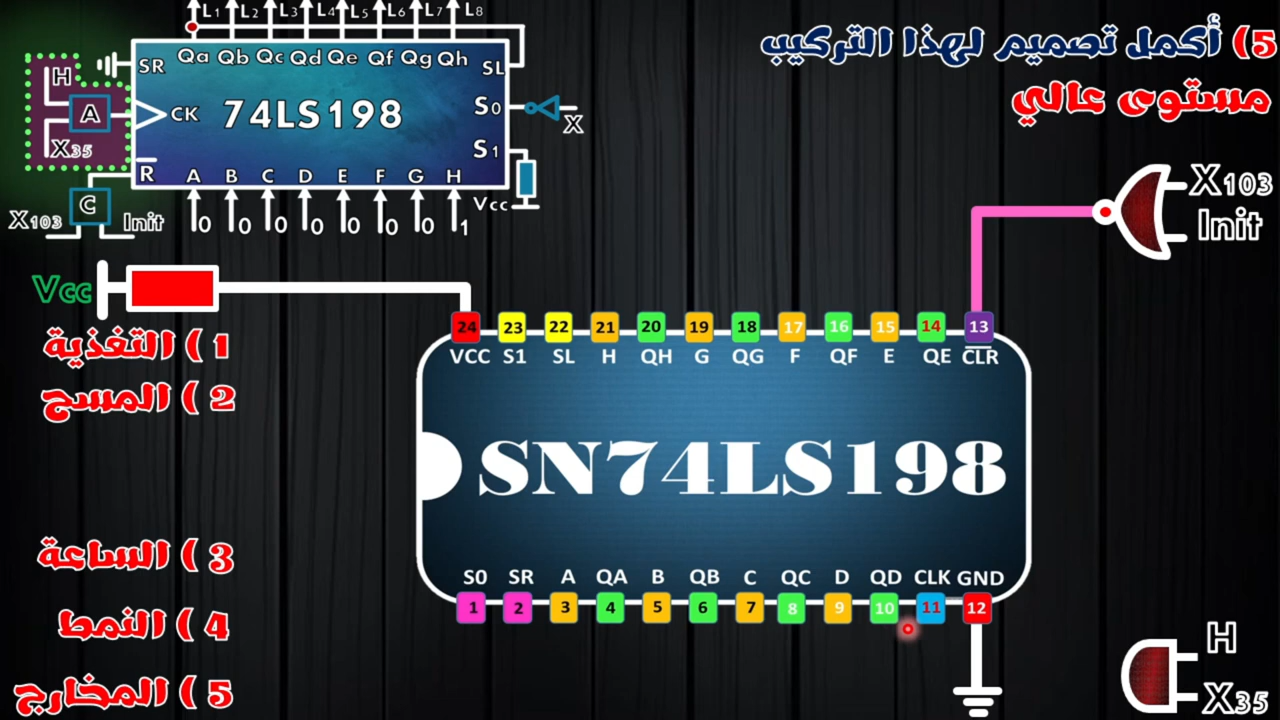 L1 L2 L3 L4 L5 L6 L7 L8
Qa Qb Qc Qd Qe Qf Qg Qh
SR
SL
H
A
X35
CK
74LS198
S0
X
S1
R
A B C D E F G H
Vcc
C
X103 Init
0 0 0 0 0 0 0 1
5) أكمل تصميم لهذا التركيب
مستوى عالي
X103
Init
Vcc
1 ) التغذية
2 ) المسح
3 ) الساعة
4 ) النمط
5 ) المخارج
24 23 22 21 20 19 18 17 16 15 14 13
VCC S1 SL H QH G QG F QF E QE CLR
SN74LS198
S0 SR A QA B QB C QC D QD CLK GND
1 2 3 4 5 6 7 8 9 10 11 12
H
X35